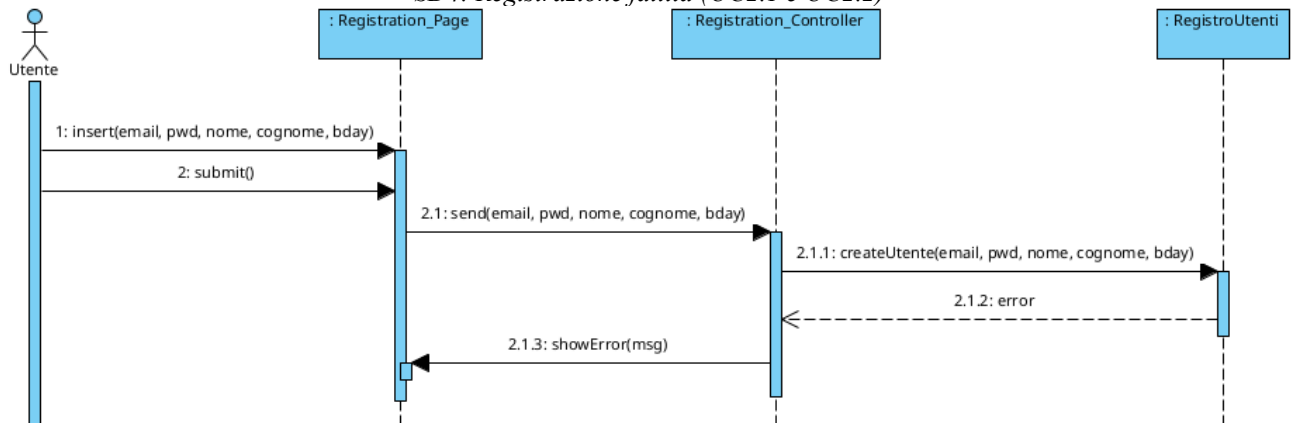 : Registration_Page
: Registration_Controller
: RegistroUtenti
Utente
1: insert(email, pwd, nome, cognome, bday)
2: submit()
2.1: send(email, pwd, nome, cognome, bday)
2.1.1: createUtente(email, pwd, nome, cognome, bday)
2.1.2: error
2.1.3: showError(msg)